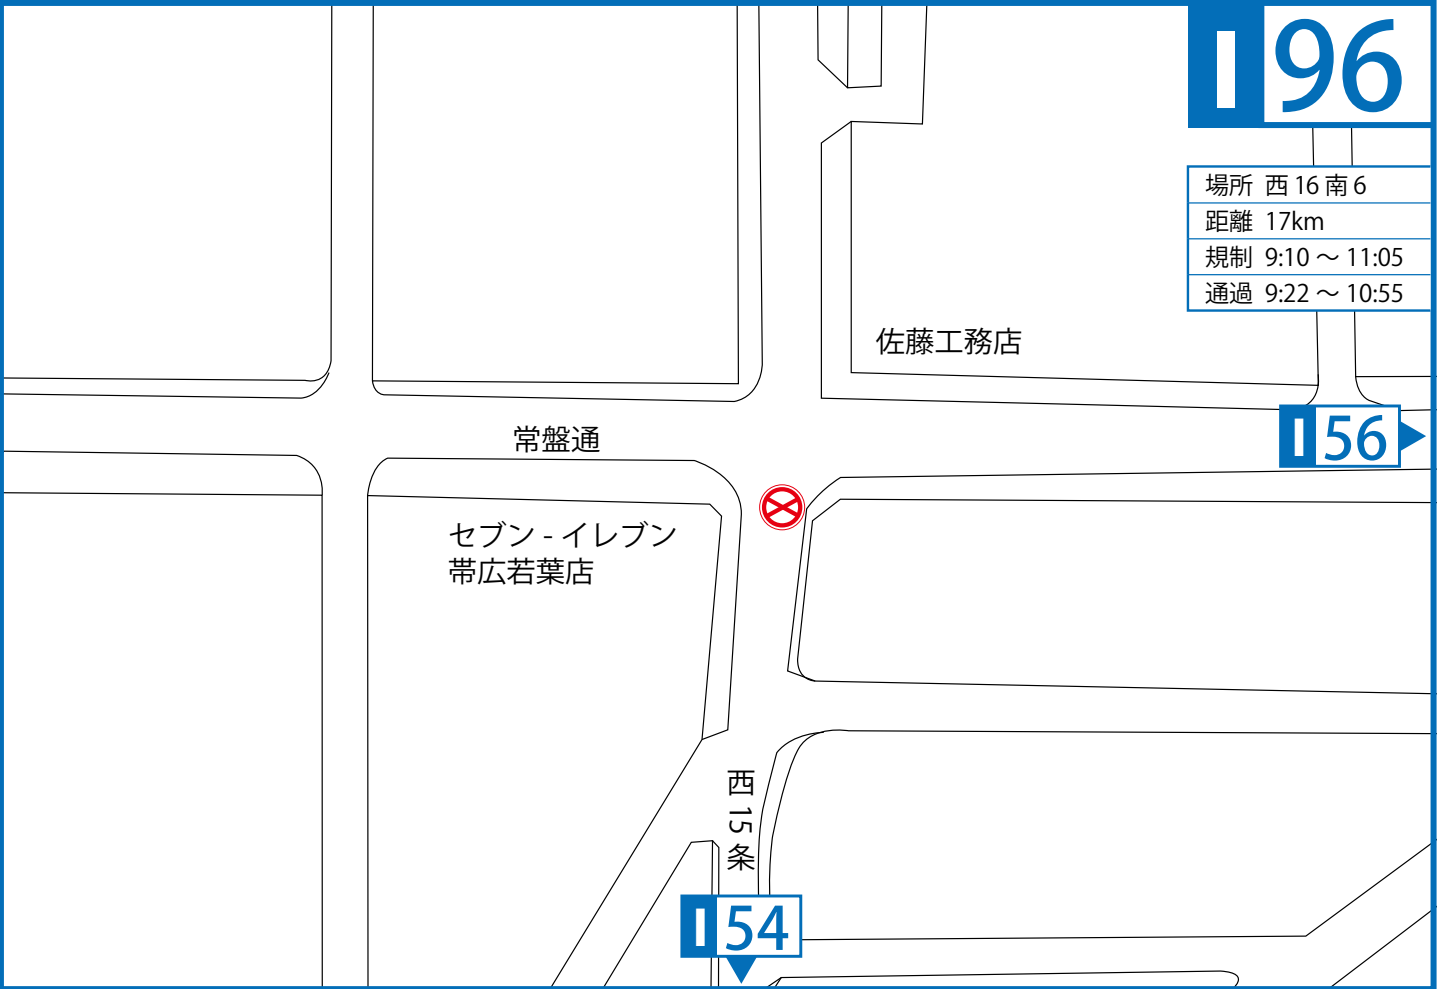 I 96
場所 西 16 南 6
距離 17km
規制 9:10 ～ 11:05
通過 9:22 ～ 10:55
佐藤工務店
I 56
常盤通
セブン - イレブン
帯広若葉店
西15条
I 54